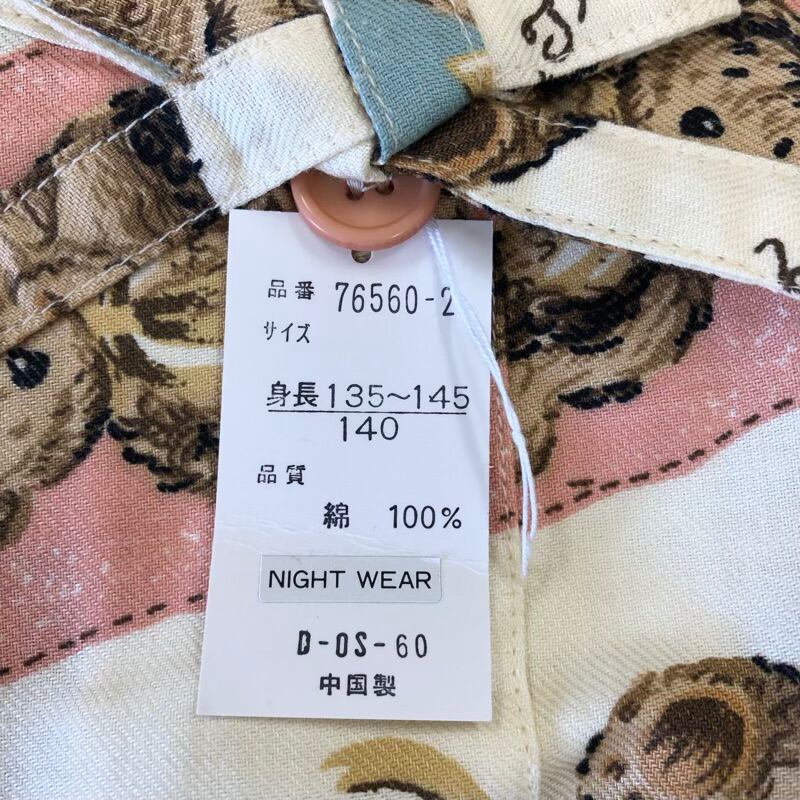 品番 76560-2
サイズ
身長135〜145
140
品質
綿 100%
NIGHT WEAR
D-OS-60
中国製